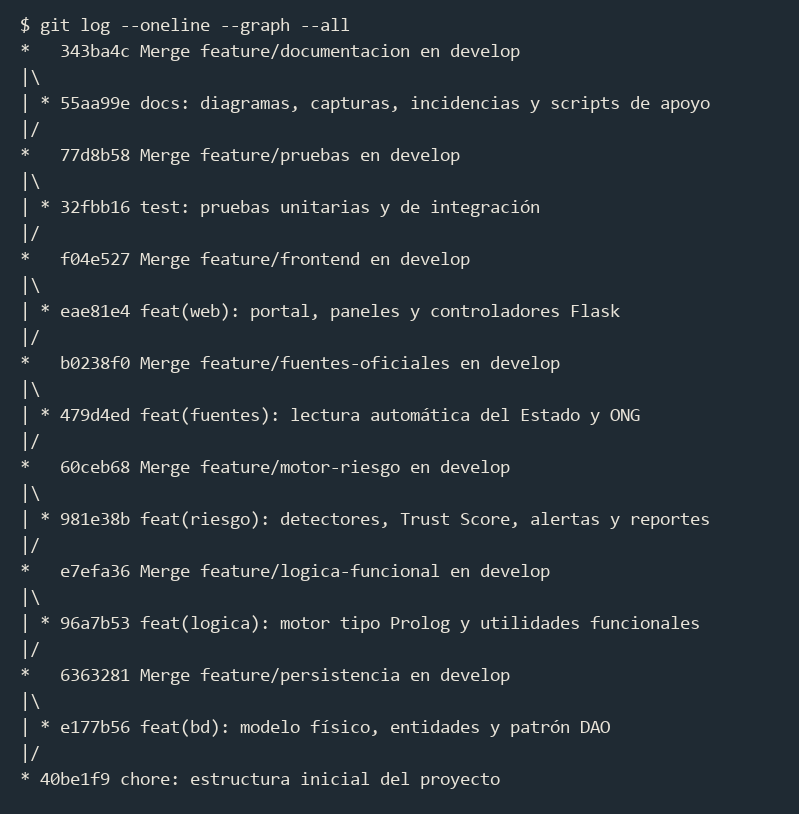 $ git log --oneline --graph --all
*   343ba4c Merge feature/documentacion en develop
|\
| * 55aa99e docs: diagramas, capturas, incidencias y scripts de apoyo
|/
*   77d8b58 Merge feature/pruebas en develop
|\
| * 32fbb16 test: pruebas unitarias y de integración
|/
*   f04e527 Merge feature/frontend en develop
|\
| * eae81e4 feat(web): portal, paneles y controladores Flask
|/
*   b0238f0 Merge feature/fuentes-oficiales en develop
|\
| * 479d4ed feat(fuentes): lectura automática del Estado y ONG
|/
*   60ceb68 Merge feature/motor-riesgo en develop
|\
| * 981e38b feat(riesgo): detectores, Trust Score, alertas y reportes
|/
*   e7efa36 Merge feature/logica-funcional en develop
|\
| * 96a7b53 feat(logica): motor tipo Prolog y utilidades funcionales
|/
*   6363281 Merge feature/persistencia en develop
|\
| * e177b56 feat(bd): modelo físico, entidades y patrón DAO
|/
* 40be1f9 chore: estructura inicial del proyecto